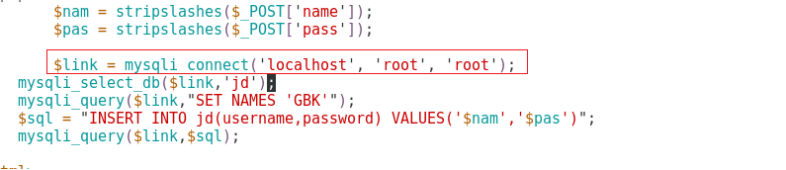 $nam = stripslashes($_POST['name']);
$pas = stripslashes($_POST['pass']);
$link = mysqli_connect('localhost', 'root', 'root');
mysqli_select_db($link,'jd');
mysqli_query($link,"SET NAMES 'GBK'");
$sql = "INSERT INTO jd(username,password) VALUES('$nam','$pas')";
mysqli_query($link,$sql);